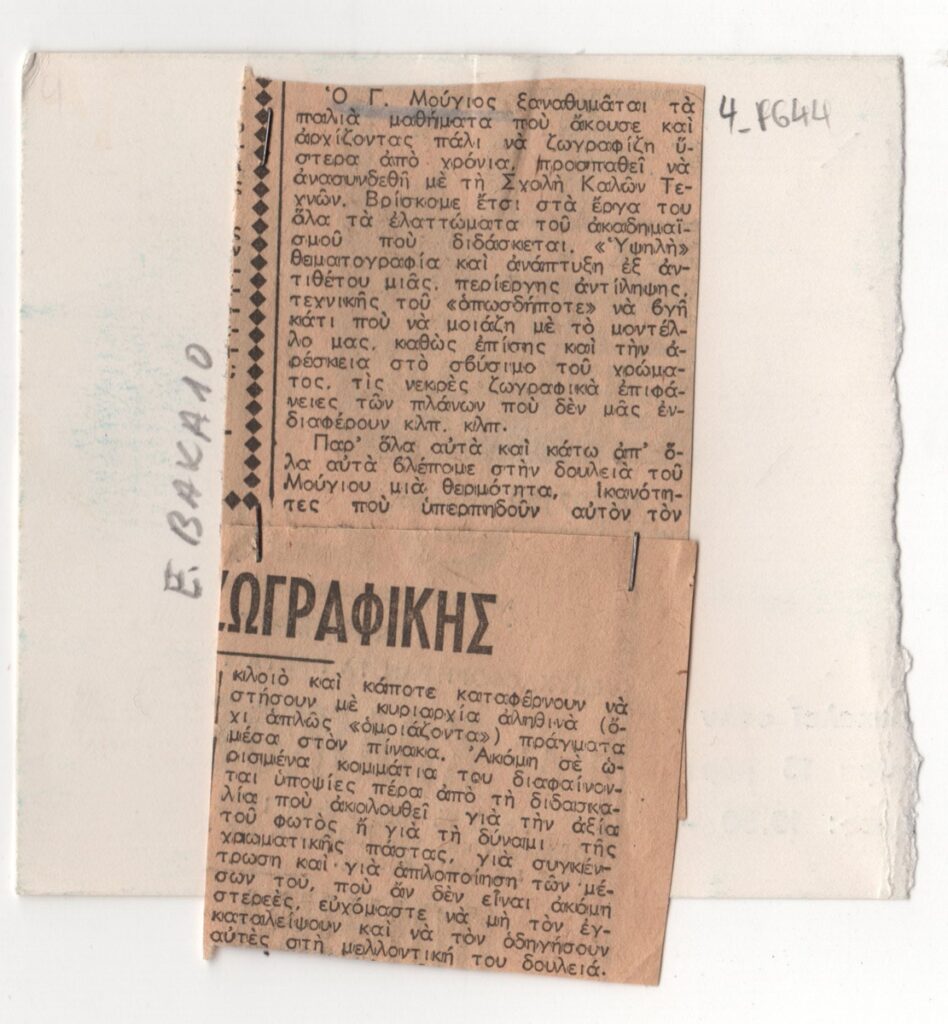 4_FG44
Ε. ΒΑΚΑΛΟ
Ὁ Γ. Μούγιος ξαναθυμᾶται τὰ
παλιὰ μαθήματα ποὺ ἄκουσε καὶ
ἀρχίζοντας πάλι νὰ ζωγραφίζη ὕ-
στερα ἀπὸ χρόνια, προσπαθεῖ νὰ
ἀνασυνδεθῆ μὲ τὴ Σχολὴ Καλῶν Τε-
χνῶν. Βρίσκομε ἔτσι στὰ ἔργα του
ὅλα τὰ ἐλαττώματα τοῦ ἀκαδημαϊ-
σμοῦ ποὺ διδάσκεται. «Ὑψηλὴ»
θεματογραφία καὶ ἀνάπτυξη ἐξ ἀν-
τιθέτου μιᾶς, περίεργης ἀντίληψης,
τεχνικῆς τοῦ «ὁπωσδήποτε» νὰ βγῆ
κάτι ποὺ νὰ μοιάζη μὲ τὸ μοντέλ-
λο μας, καθὼς ἐπίσης καὶ τὴν ἀ-
ρέσκεια στὸ σβύσιμο τοῦ χρώμα-
τος, τὶς νεκρὲς ζωγραφικὰ ἐπιφά-
νειες τῶν πλάνων ποὺ δὲν μᾶς ἐν-
διαφέρουν κλπ. κλπ.
Παρ' ὅλα αὐτὰ καὶ κάτω ἀπ' ὅ-
λα αὐτὰ βλέπομε στὴν δουλειὰ τοῦ
Μούγιου μιὰ θερμότητα, ἱκανότη-
τες ποὺ ὑπερπηδοῦν αὐτὸν τὸν
ΖΩΓΡΑΦΙΚΗΣ
κιλοιὸ καὶ κάποτε καταφέρνουν νὰ
στήσουν μὲ κυριαρχία ἀληθινὰ (ὄ-
χι ἁπλῶς «ὁμοιάζοντα») πράγματα
μέσα στὸν πίνακα. Ἀκόμη σὲ ὡ-
ρισμένα κομμάτια του διαφαίνον-
ται ὑποψίες πέρα ἀπὸ τὴ διδασκα-
λία ποὺ ἀκολουθεῖ γιὰ τὴν ἀξία
τοῦ φωτὸς ἢ γιὰ τὴ δύναμι τῆς
χρωματικῆς πάστας, γιὰ συγκέν-
τρωση καὶ γιὰ ἁπλοποίηση τῶν μέ-
σων του, ποὺ ἂν δὲν εἶναι ἀκόμη
στερεές, εὐχόμαστε νὰ μὴ τὸν ἐγ-
καταλείψουν καὶ νὰ τὸν ὁδηγήσουν
αὐτὲς στὴ μελλοντική του δουλειά.